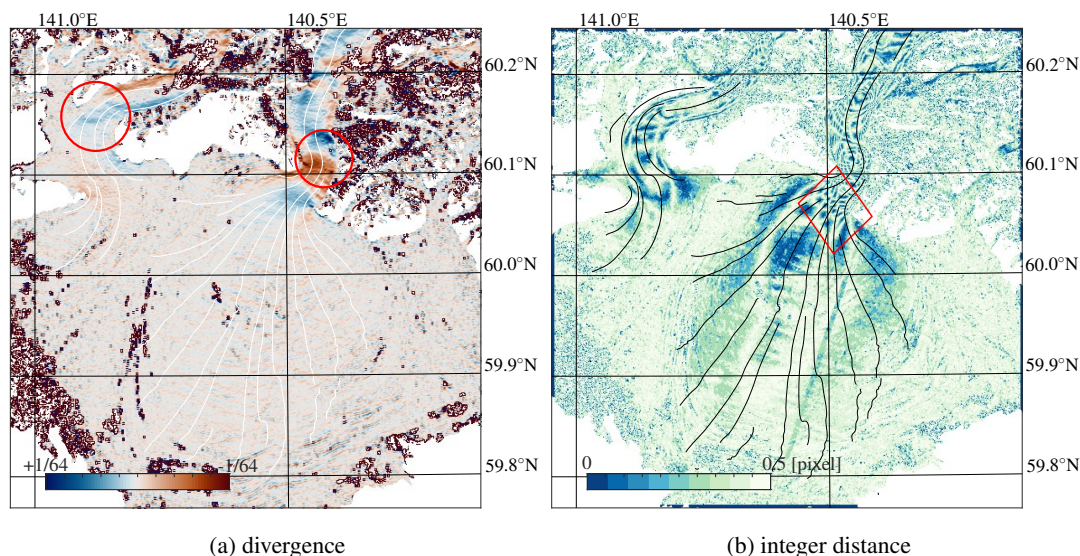 141.0°E 140.5°E 141.0°E 140.5°E
60.2°N 60.2°N
60.1°N 60.1°N
60.0°N 60.0°N
59.9°N 59.9°N
+1/64 -1/64 59.8°N 0 0.5 [pixel] 59.8°N
(a) divergence (b) integer distance